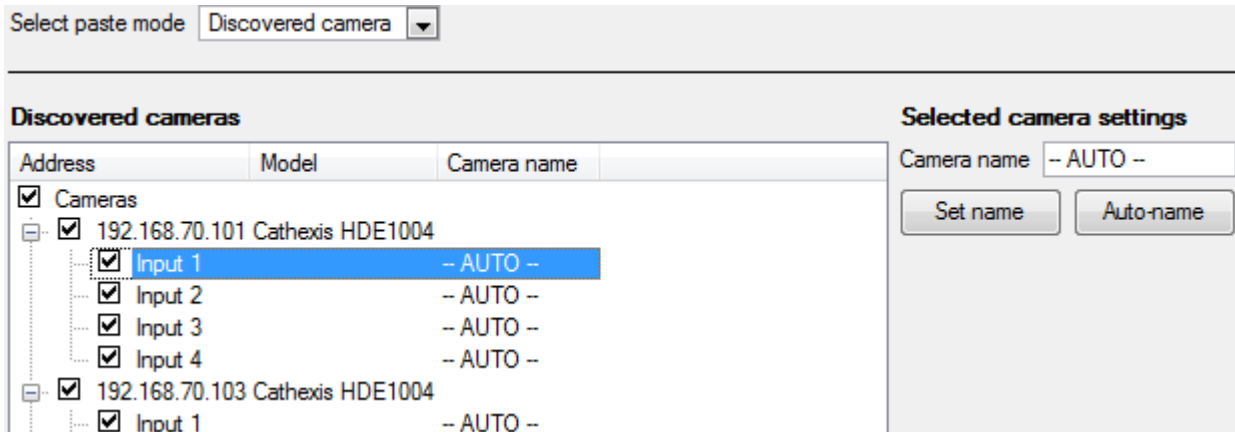 Select paste mode Discovered camera
Discovered cameras
Address Model Camera name
Cameras
192.168.70.101 Cathexis HDE1004
Input 1 -- AUTO --
Input 2 -- AUTO --
Input 3 -- AUTO --
Input 4 -- AUTO --
192.168.70.103 Cathexis HDE1004
Input 1 -- AUTO --
Selected camera settings
Camera name -- AUTO --
Set name Auto-name